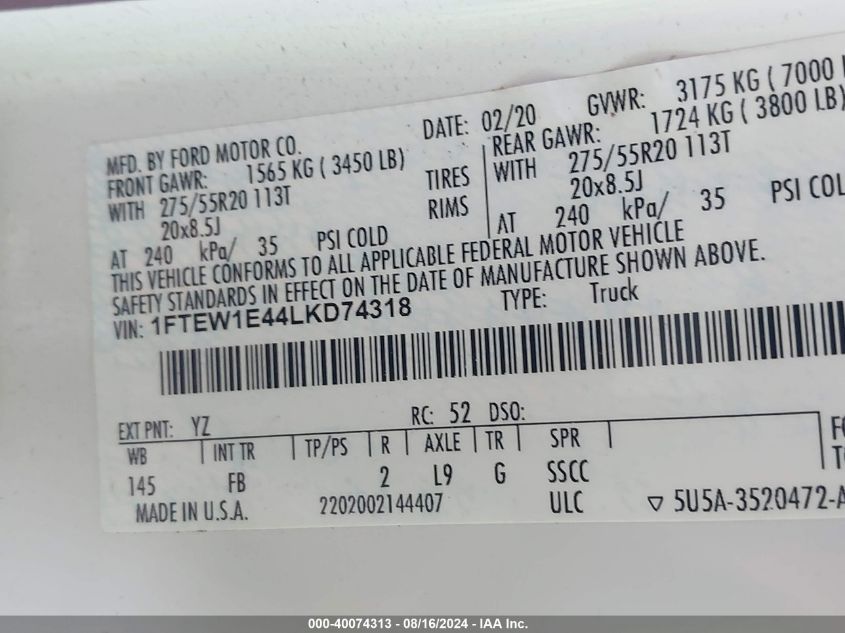 MFD. BY FORD MOTOR CO. DATE: 02/20 GVWR: 3175 KG ( 7000
FRONT GAWR: 1565 KG ( 3450 LB) REAR GAWR: 1724 KG ( 3800 LB)
WITH 275/55R20 113T TIRES WITH 275/55R20 113T
20x8.5J RIMS 20x8.5J
AT 240 kPa/ 35 PSI COLD AT 240 kPa/ 35 PSI COLD
THIS VEHICLE CONFORMS TO ALL APPLICABLE FEDERAL MOTOR VEHICLE
SAFETY STANDARDS IN EFFECT ON THE DATE OF MANUFACTURE SHOWN ABOVE.
VIN: 1FTEW1E44LKD74318 TYPE: Truck
EXT PNT: YZ RC: 52 DSO:
WB INT TR TP/PS R AXLE TR SPR
145 FB 2 L9 G SSCC
MADE IN U.S.A. 2202002144407 ULC 5U5A-3520472-A
000-40074313 - 08/16/2024 - IAA Inc.